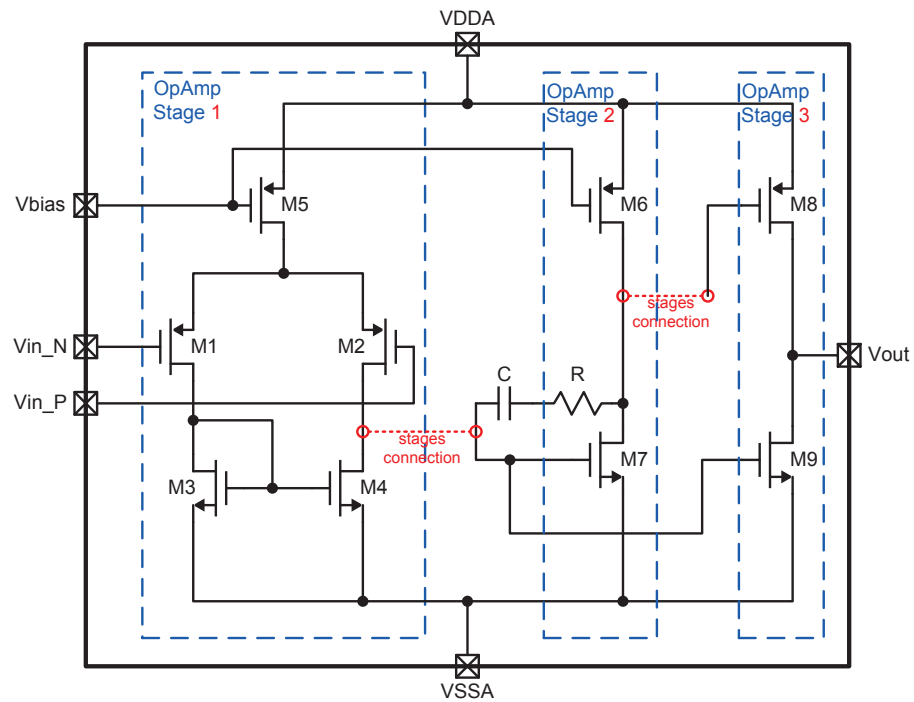 VDDA
OpAmp
Stage 1
OpAmp
Stage 2
OpAmp
Stage 3
Vbias
M5
M6
M8
stages
connection
Vin_N
M1
M2
Vout
Vin_P
C
R
stages
connection
M3
M4
M7
M9
VSSA